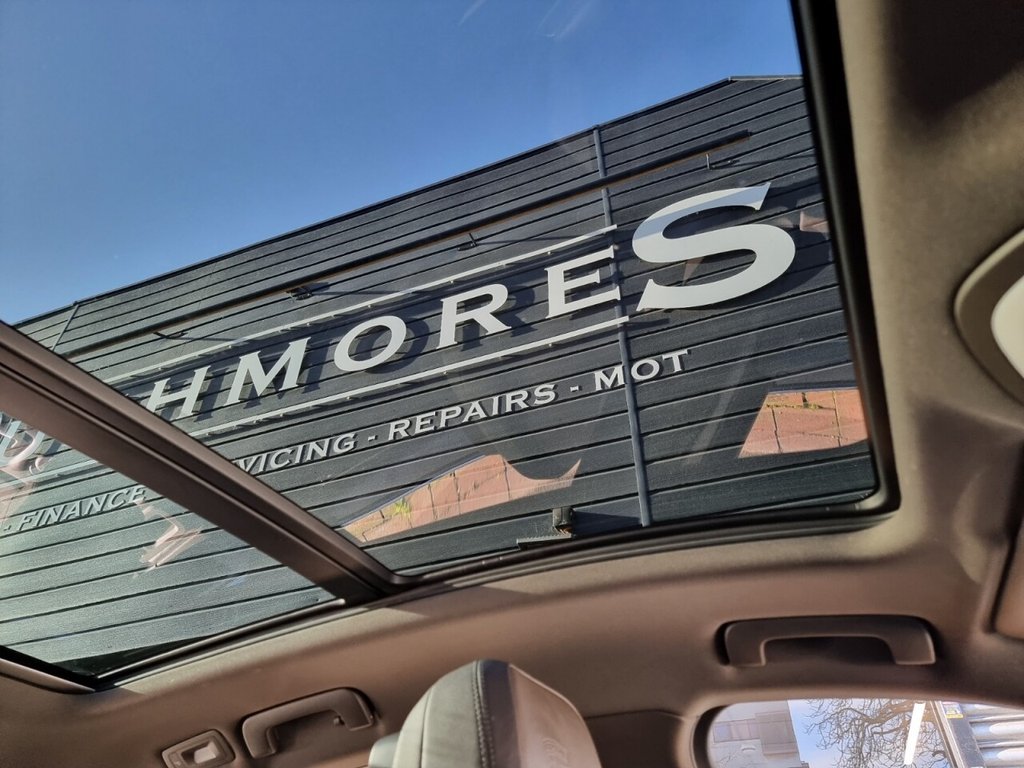 HMORES
VICING - REPAIRS - MOT
- FINANCE